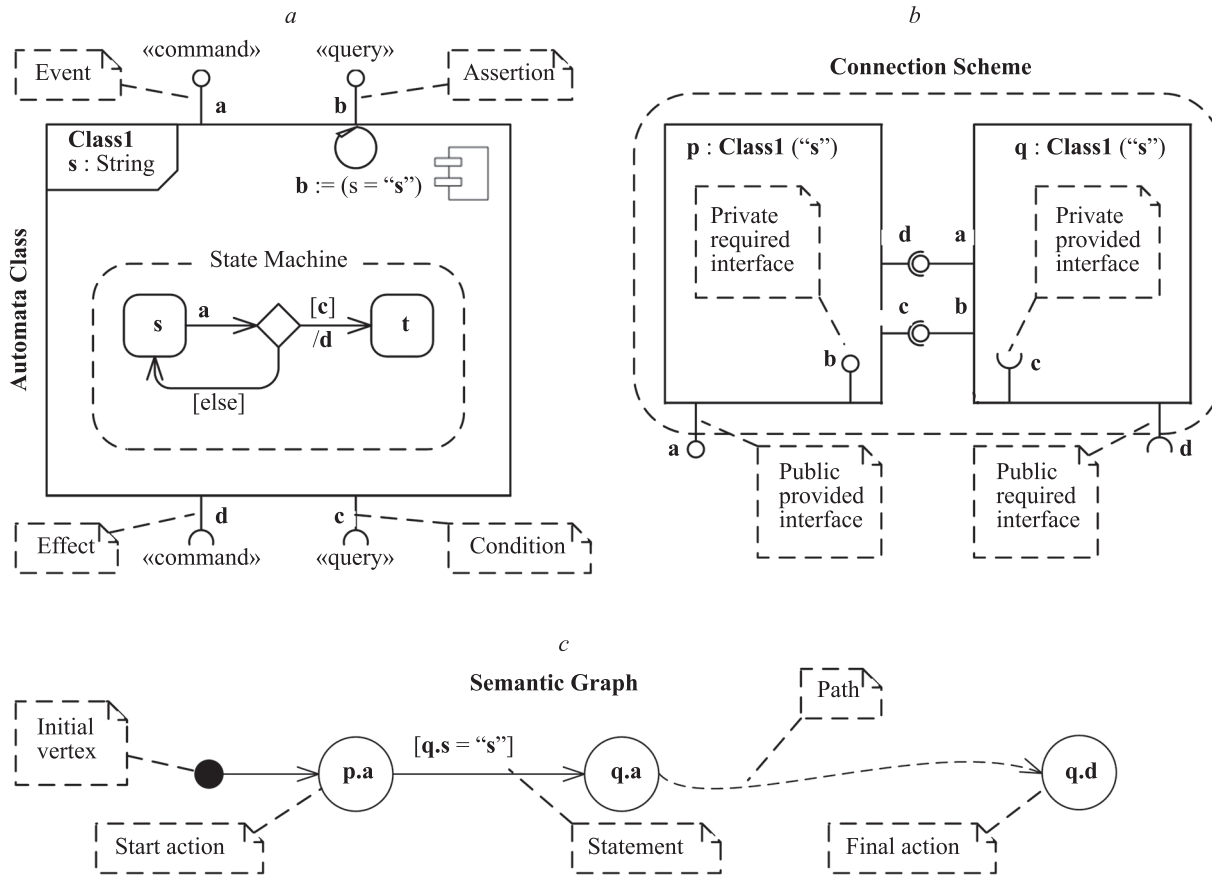 a
«command»
«query»
Event
Assertion
a
b
Class1
s : String
b := (s = “s”)
Automata Class
State Machine
s
a
[c]
/d
t
[else]
d
c
Effect
«command»
«query»
Condition
b
Connection Scheme
p : Class1 (“s”)
q : Class1 (“s”)
Private
required
interface
Private
provided
interface
d
a
c
b
b
c
a
d
Public
provided
interface
Public
required
interface
c
Semantic Graph
Initial
vertex
Path
[q.s = “s”]
p.a
q.a
q.d
Start action
Statement
Final action